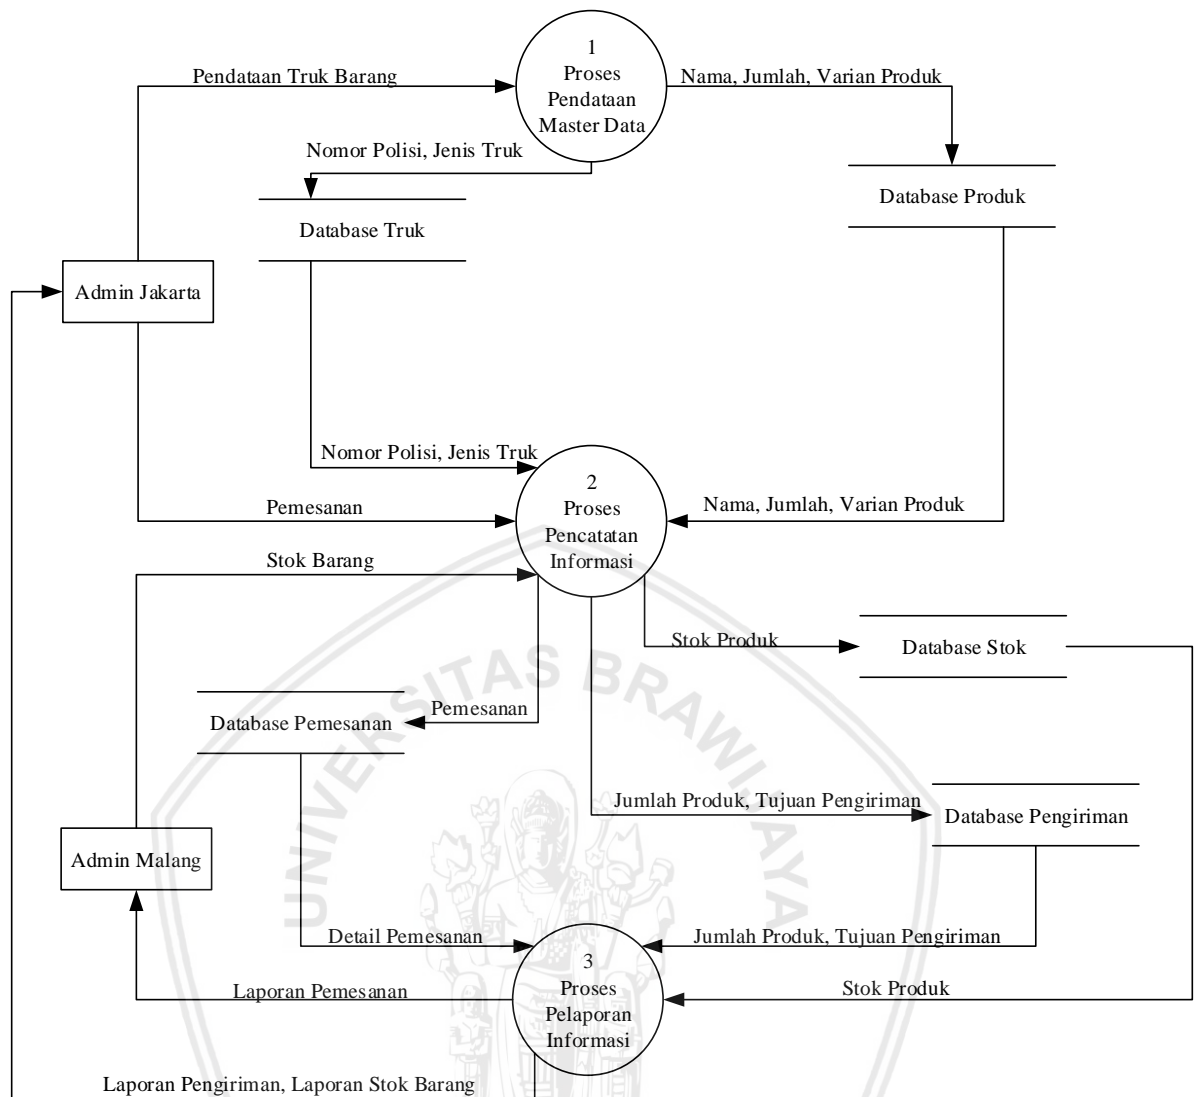 1
Proses
Pendataan
Master Data
Pendataan Truk Barang
Nama, Jumlah, Varian Produk
Nomor Polisi, Jenis Truk
Database Truk
Database Produk
Admin Jakarta
Nomor Polisi, Jenis Truk
2
Proses
Pencatatan
Informasi
Pemesanan
Nama, Jumlah, Varian Produk
Stok Barang
Stok Produk
Database Stok
Pemesanan
Database Pemesanan
UNIVERSITAS BRAWIJAYA
Jumlah Produk, Tujuan Pengiriman
Database Pengiriman
Admin Malang
Detail Pemesanan
Jumlah Produk, Tujuan Pengiriman
3
Proses
Pelaporan
Informasi
Laporan Pemesanan
Stok Produk
Laporan Pengiriman, Laporan Stok Barang